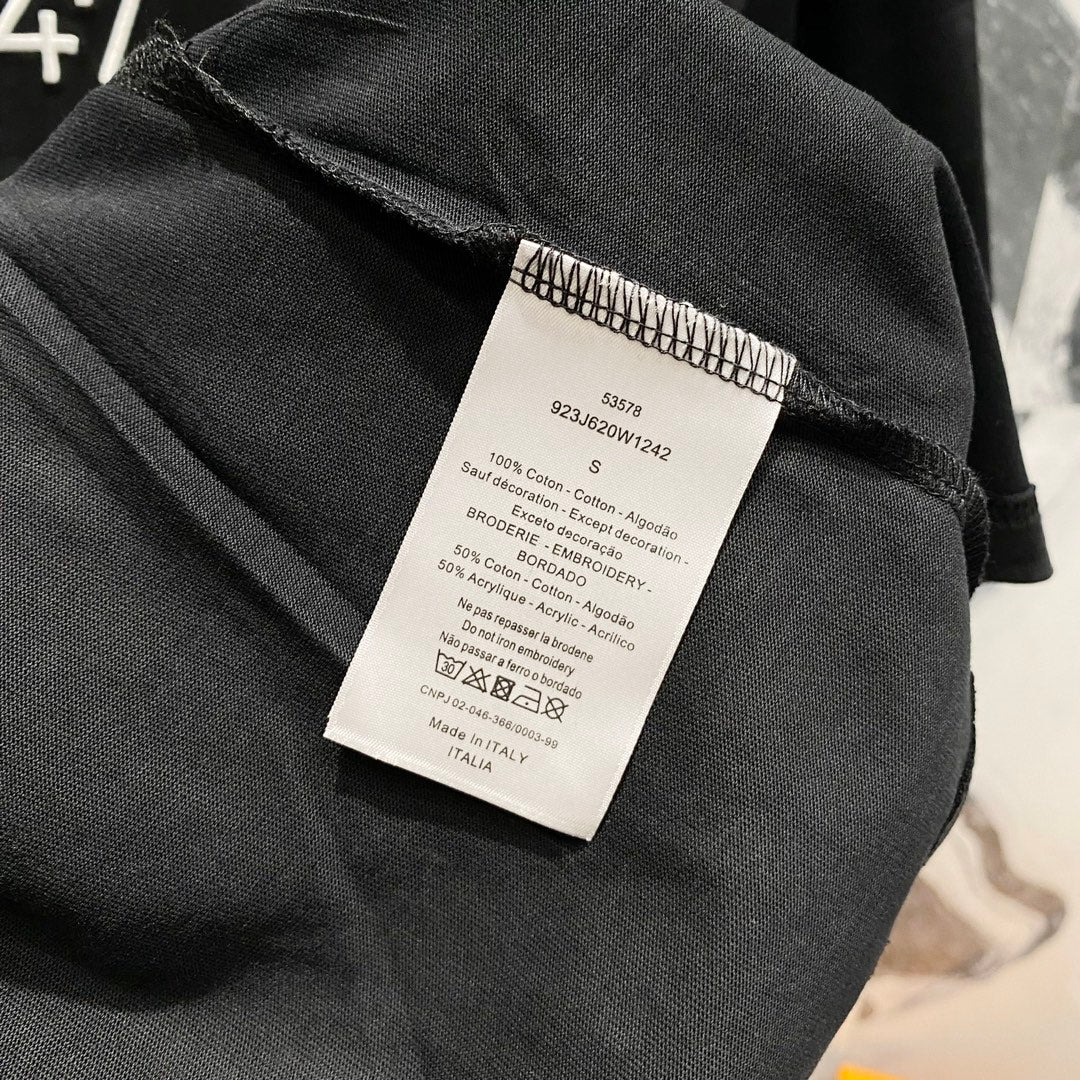 47
53578
923J620W1242
S
100% Coton - Cotton - Algodão
Sauf décoration - Except decoration -
Exceto decoração
BRODERIE - EMBROIDERY -
BORDADO
50% Coton - Cotton - Algodão
50% Acrylique - Acrylic - Acrílico
Ne pas repasser la brodene
Do not iron embroidery
Não passar a ferro o bordado
30
CNPJ 02-046-366/0003-99
Made In ITALY
ITALIA